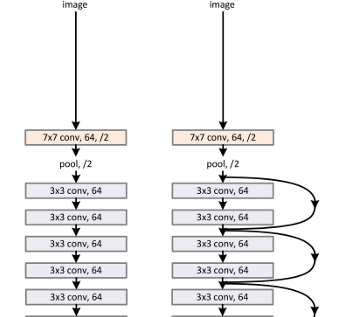 image
7x7 conv, 64, /2
pool, /2
3x3 conv, 64
3x3 conv, 64
3x3 conv, 64
3x3 conv, 64
3x3 conv, 64
image
7x7 conv, 64, /2
pool, /2
3x3 conv, 64
3x3 conv, 64
3x3 conv, 64
3x3 conv, 64
3x3 conv, 64